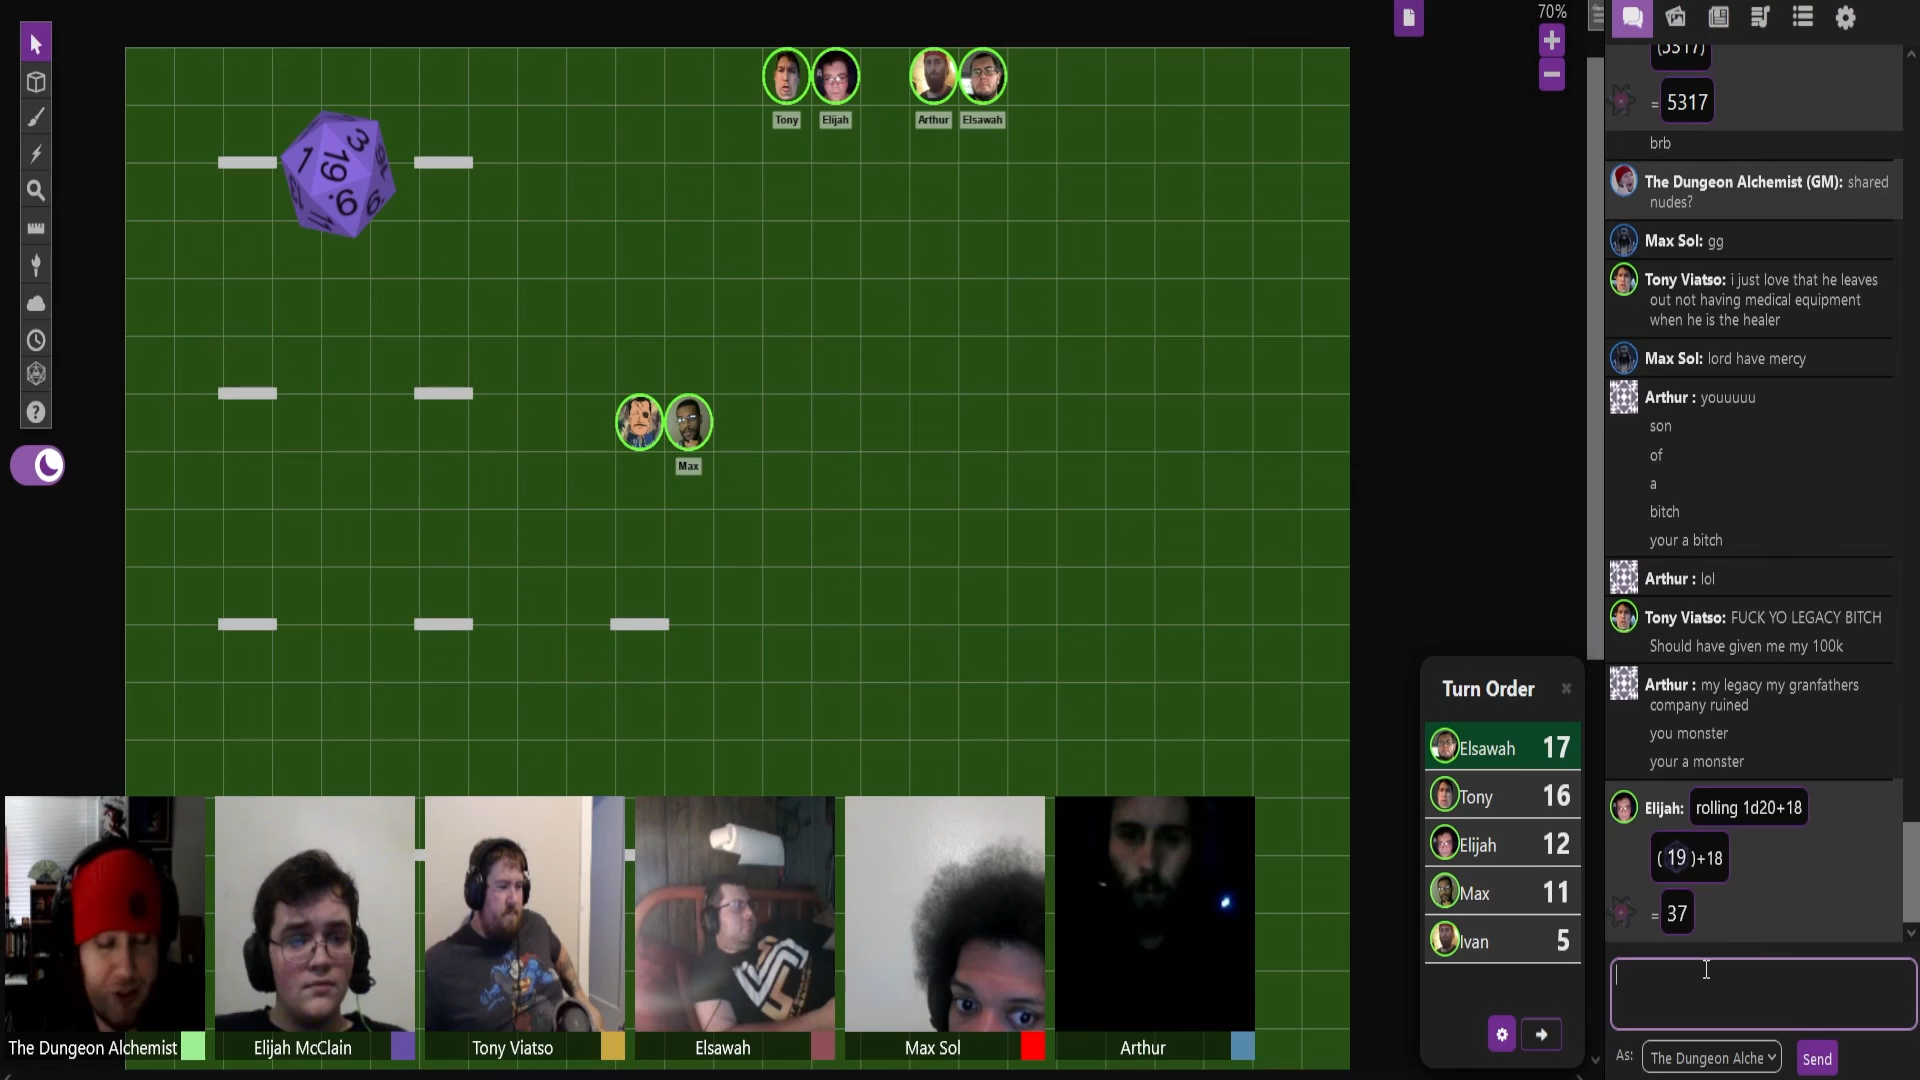 70%
Tony
Elijah
Arthur
Elsawah
1
3
19
9.
Max
(5317)
= 5317
brb
The Dungeon Alchemist (GM): shared
nudes?
Max Sol: gg
Tony Viatso: i just love that he leaves
out not having medical equipment
when he is the healer
Max Sol: lord have mercy
Arthur : youuuuu
son
of
a
bitch
your a bitch
Arthur : lol
Tony Viatso: FUCK YO LEGACY BITCH
Should have given me my 100k
Arthur : my legacy my granfathers
company ruined
you monster
your a monster
Elijah: rolling 1d20+18
(19)+18
= 37
Turn Order
Elsawah 17
Tony 16
Elijah 12
Max 11
Ivan 5
The Dungeon Alchemist
Elijah McClain
Tony Viatso
Elsawah
Max Sol
Arthur
As: The Dungeon Alche
Send